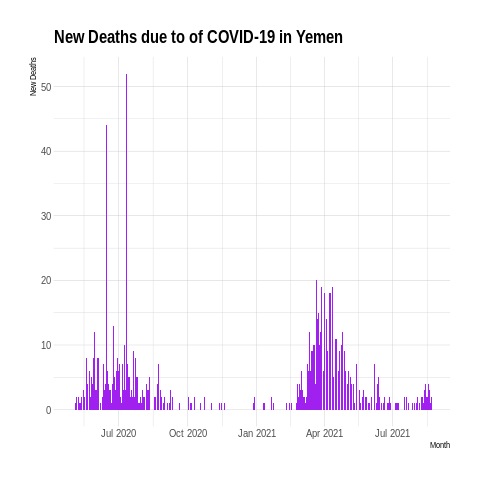 New Deaths due to of COVID-19 in Yemen
New Deaths
50
40
30
20
10
0
Jul 2020 Oct 2020 Jan 2021 Apr 2021 Jul 2021
Month